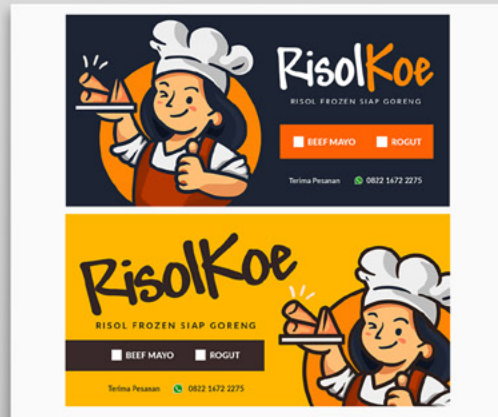 RisolKoe
RISOL FROZEN SIAP GORENG
BEEF MAYO ROGUT
Terima Pesanan 0822 1672 2275
RisolKoe
RISOL FROZEN SIAP GORENG
BEEF MAYO ROGUT
Terima Pesanan 0822 1672 2275